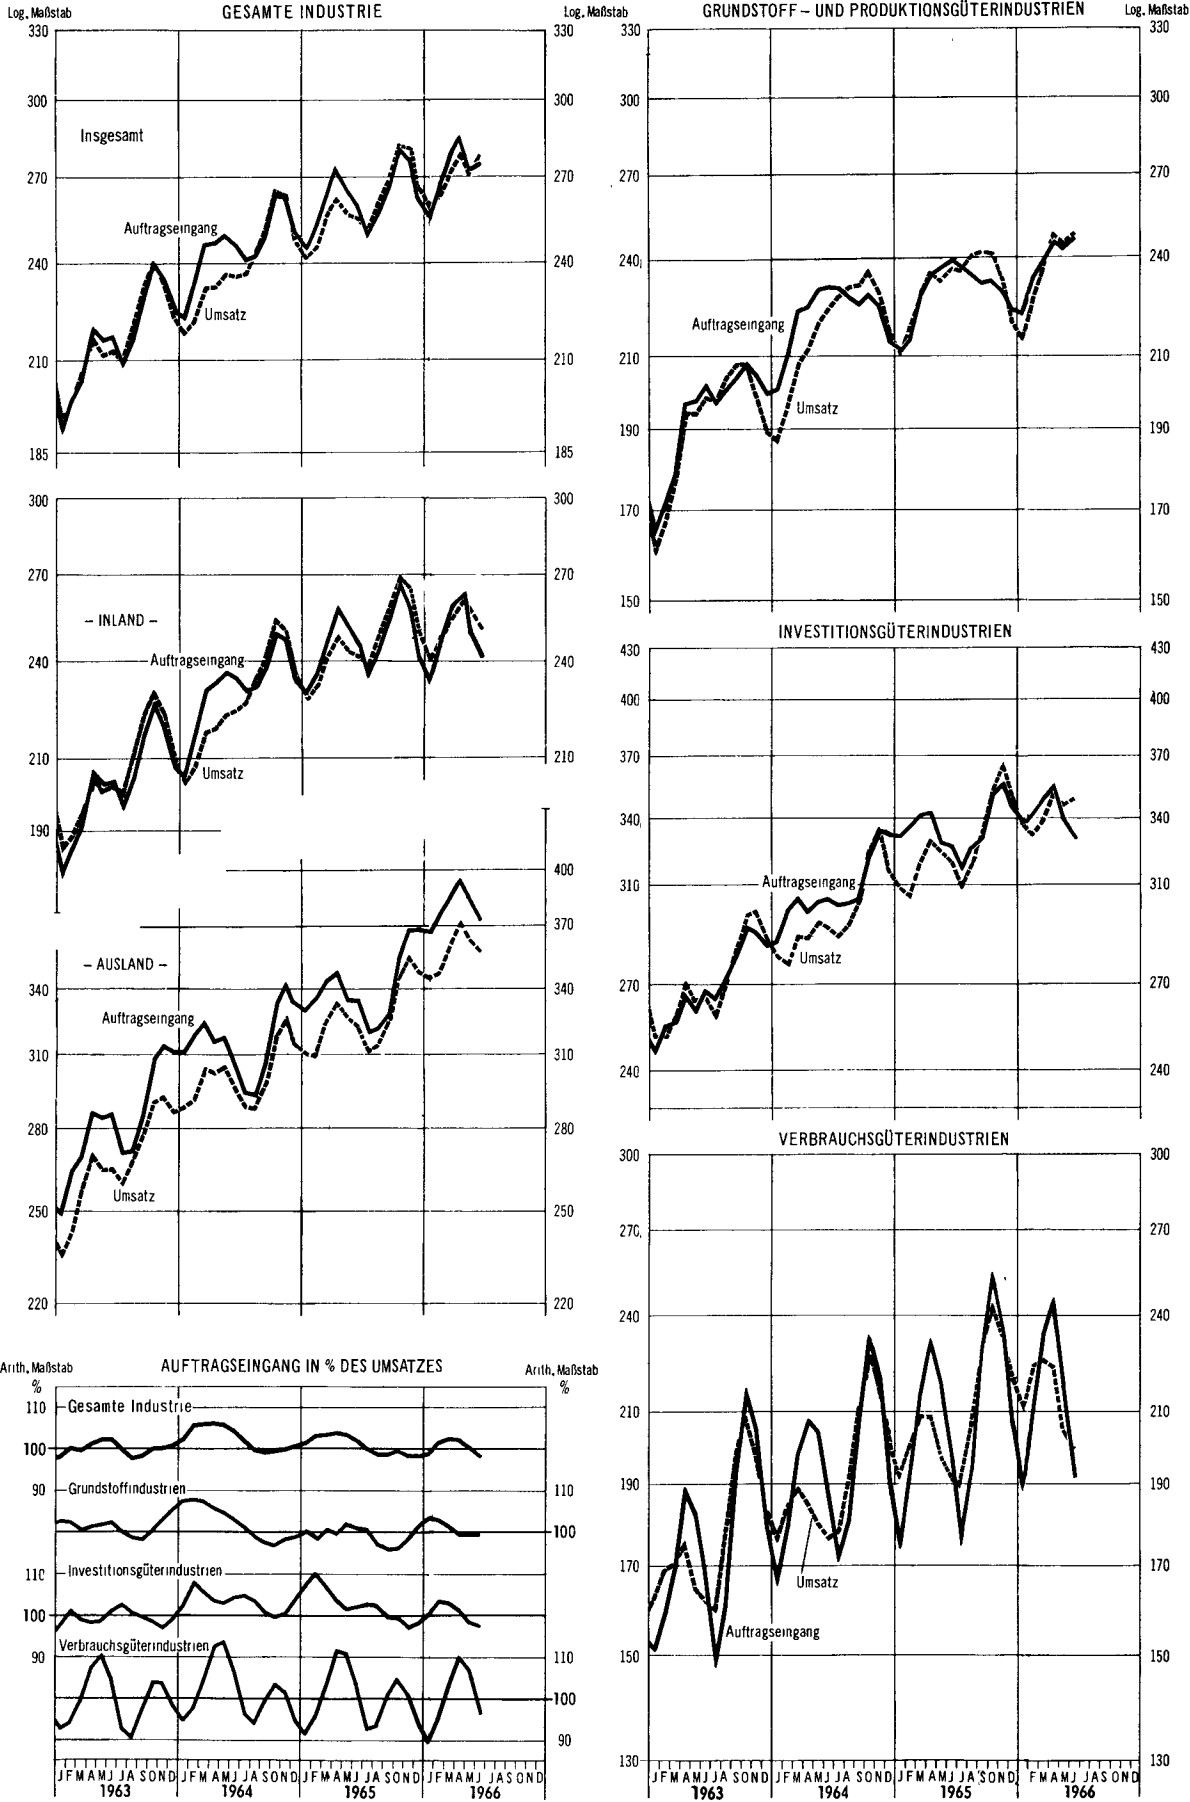 Log. Maßstab GESAMTE INDUSTRIE Log. Maßstab
330 330
300 300
Insgesamt
270 270
Auftragseingang
240 240
Umsatz
210 210
185 185
300 300
270 270
– INLAND –
Auftragseingang
240 240
210 210
Umsatz
190
400
370
– AUSLAND –
340 340
Auftragseingang
310 310
280 280
Umsatz
250 250
220 220
Arith. Maßstab AUFTRAGSEINGANG IN % DES UMSATZES Arith. Maßstab
% %
110 Gesamte Industrie
100
90 Grundstoffindustrien 110
100
110 Investitionsgüterindustrien
100
Verbrauchsgüterindustrien
90 110
100
90
J F M A M J J A S O N D J F M A M J J A S O N D J F M A M J J A S O N D J F M A M J J A S O N D
1963 1964 1965 1966
GRUNDSTOFF – UND PRODUKTIONSGÜTERINDUSTRIEN Log. Maßstab
330 330
300 300
270 270
240 240
Auftragseingang
210 210
Umsatz
190 190
170 170
150 150
INVESTITIONSGÜTERINDUSTRIEN
430 430
400 400
370 370
340 340
Auftragseingang
310 310
Umsatz
270 270
240 240
VERBRAUCHSGÜTERINDUSTRIEN
300 300
270 270
240 240
210 210
190 190
170 170
Umsatz
Auftragseingang
150 150
130 130
J F M A M J J A S O N D J F M A M J J A S O N D J F M A M J J A S O N D J F M A M J J A S O N D
1963 1964 1965 1966